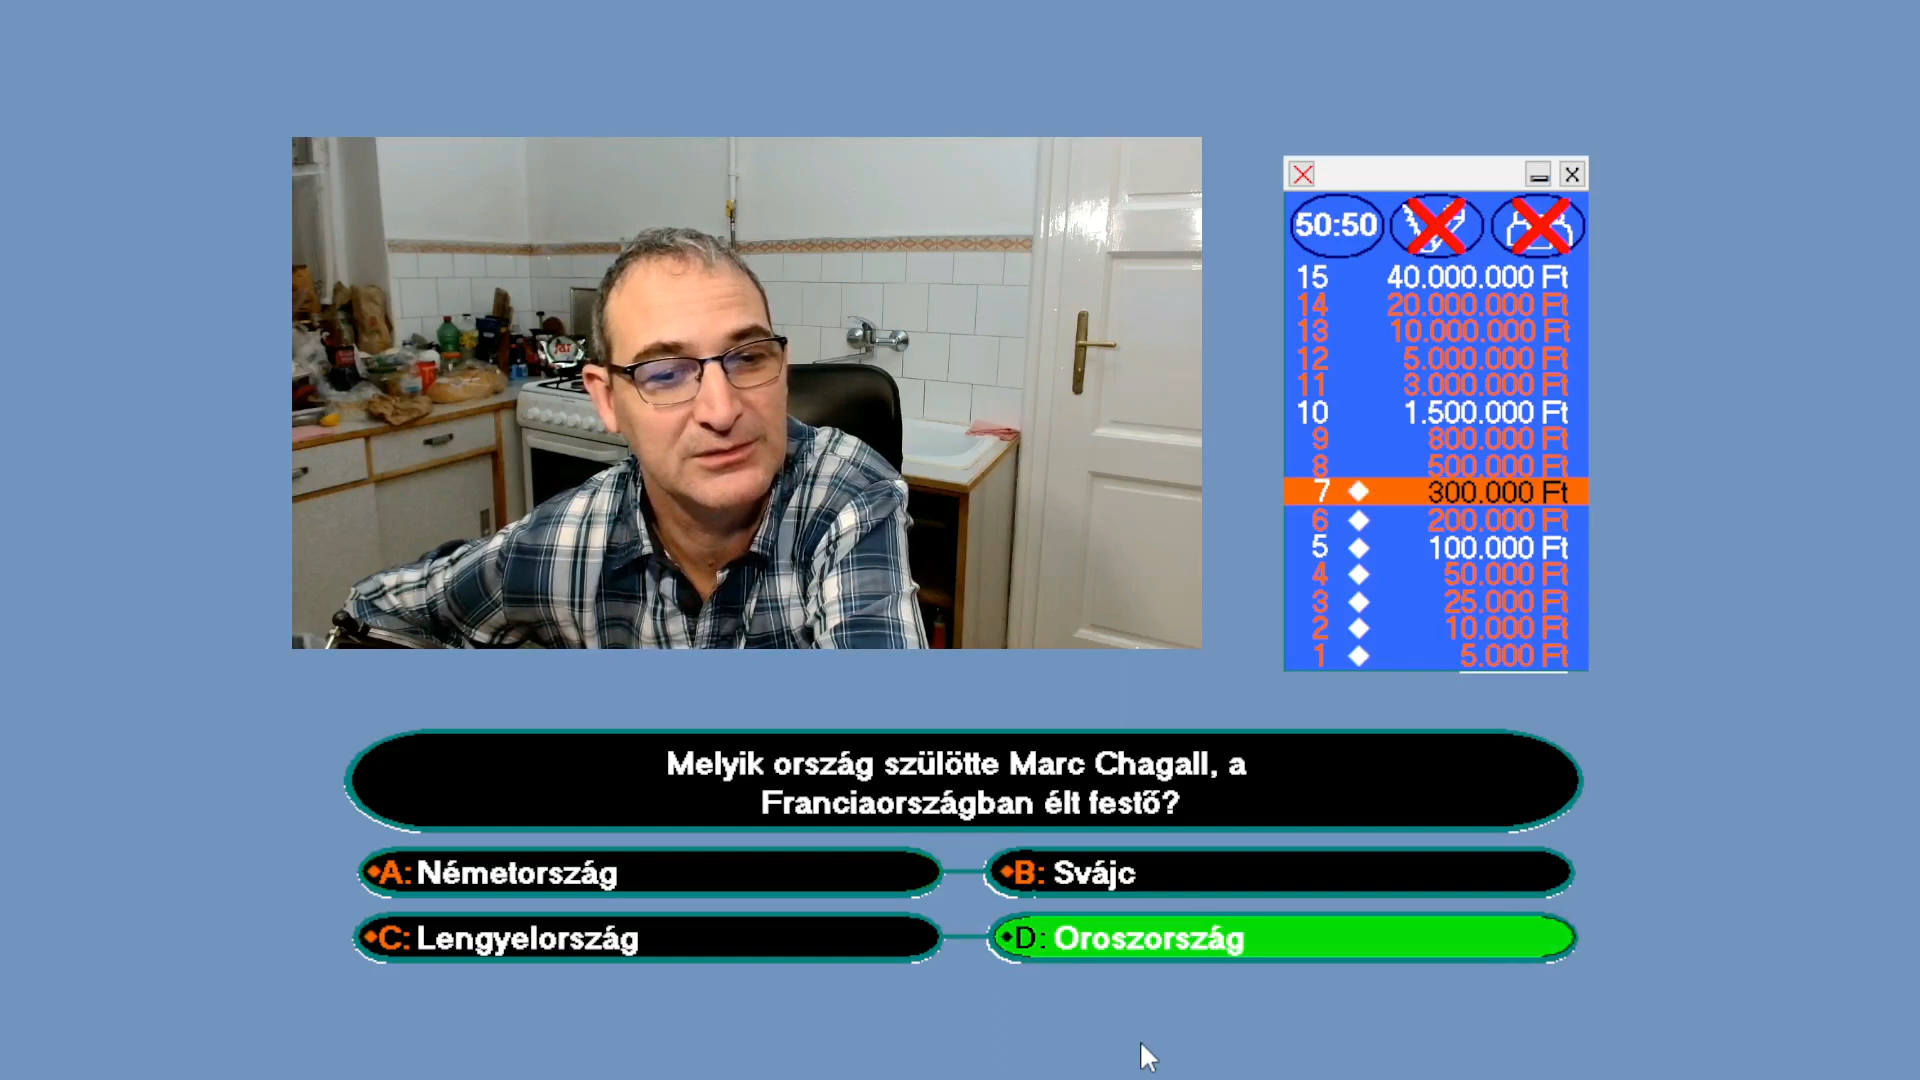 50:50
15 40.000.000 Ft
14 20.000.000 Ft
13 10.000.000 Ft
12 5.000.000 Ft
11 3.000.000 Ft
10 1.500.000 Ft
9 800.000 Ft
8 500.000 Ft
7 300.000 Ft
6 200.000 Ft
5 100.000 Ft
4 50.000 Ft
3 25.000 Ft
2 10.000 Ft
1 5.000 Ft
Melyik ország szülötte Marc Chagall, a
Franciaországban élt festő?
A: Németország
B: Svájc
C: Lengyelország
D: Oroszország